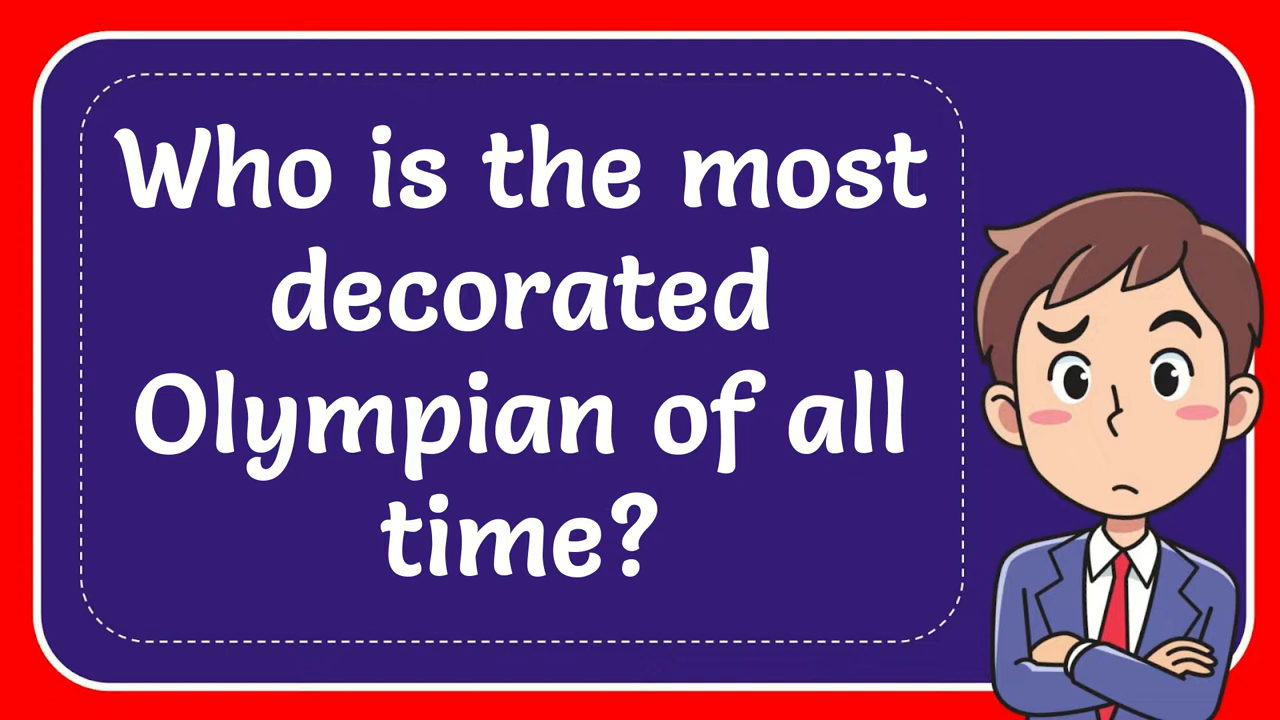 Who is the most
decorated
Olympian of all
time?